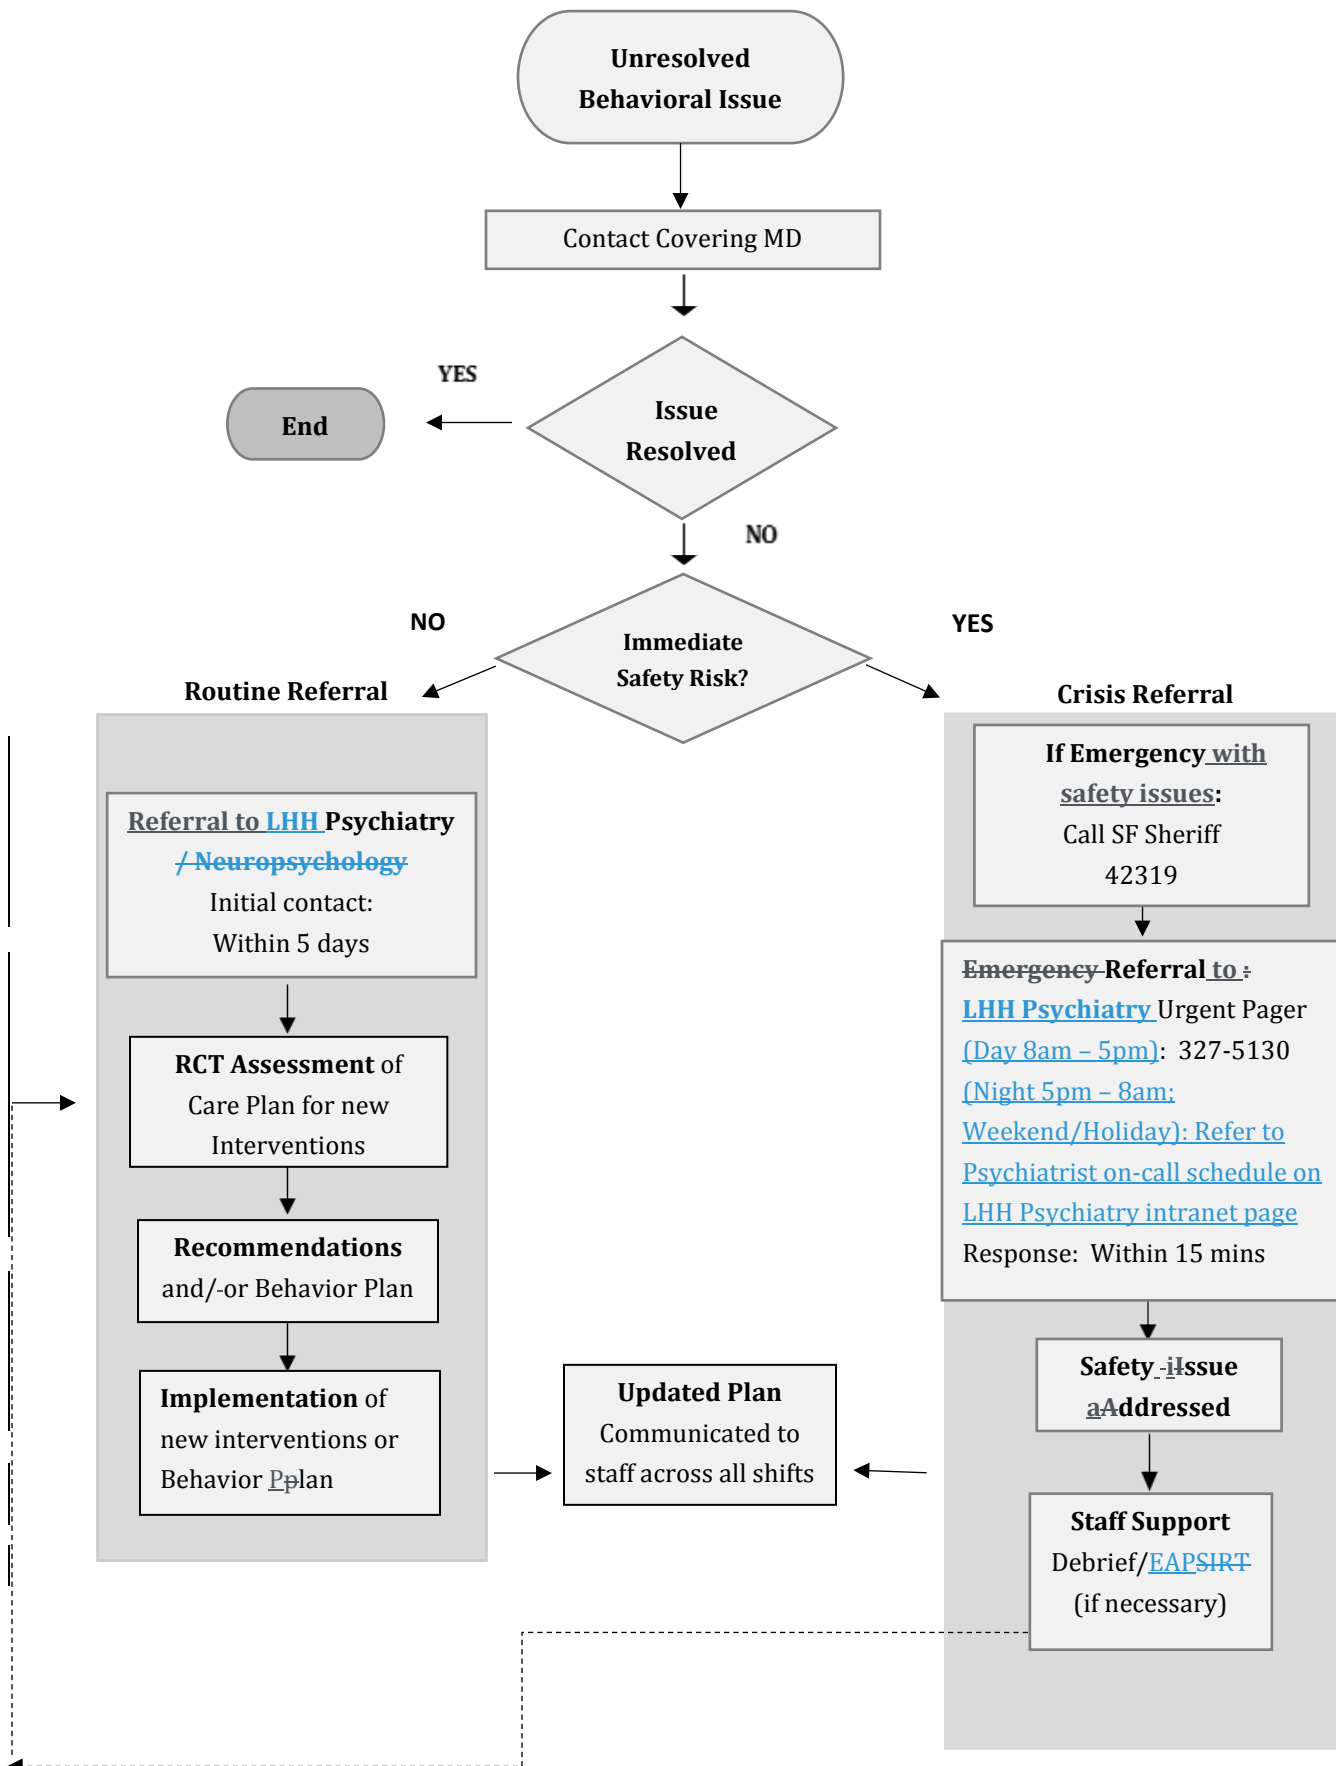 Unresolved
Behavioral Issue
Contact Covering MD
YES
Issue
Resolved
End
NO
Immediate
Safety Risk?
NO
YES
Routine Referral
Referral to LHH Psychiatry
/ Neuropsychology
Initial contact:
Within 5 days
RCT Assessment of
Care Plan for new
Interventions
Recommendations
and/-or Behavior Plan
Implementation of
new interventions or
Behavior Pplan
Updated Plan
Communicated to
staff across all shifts
Crisis Referral
If Emergency with
safety issues:
Call SF Sheriff
42319
Emergency Referral to :
LHH Psychiatry Urgent Pager
(Day 8am – 5pm): 327-5130
(Night 5pm – 8am;
Weekend/Holiday): Refer to
Psychiatrist on-call schedule on
LHH Psychiatry intranet page
Response: Within 15 mins
Safety -iIssue
aAddressed
Staff Support
Debrief/EAPSIRT
(if necessary)